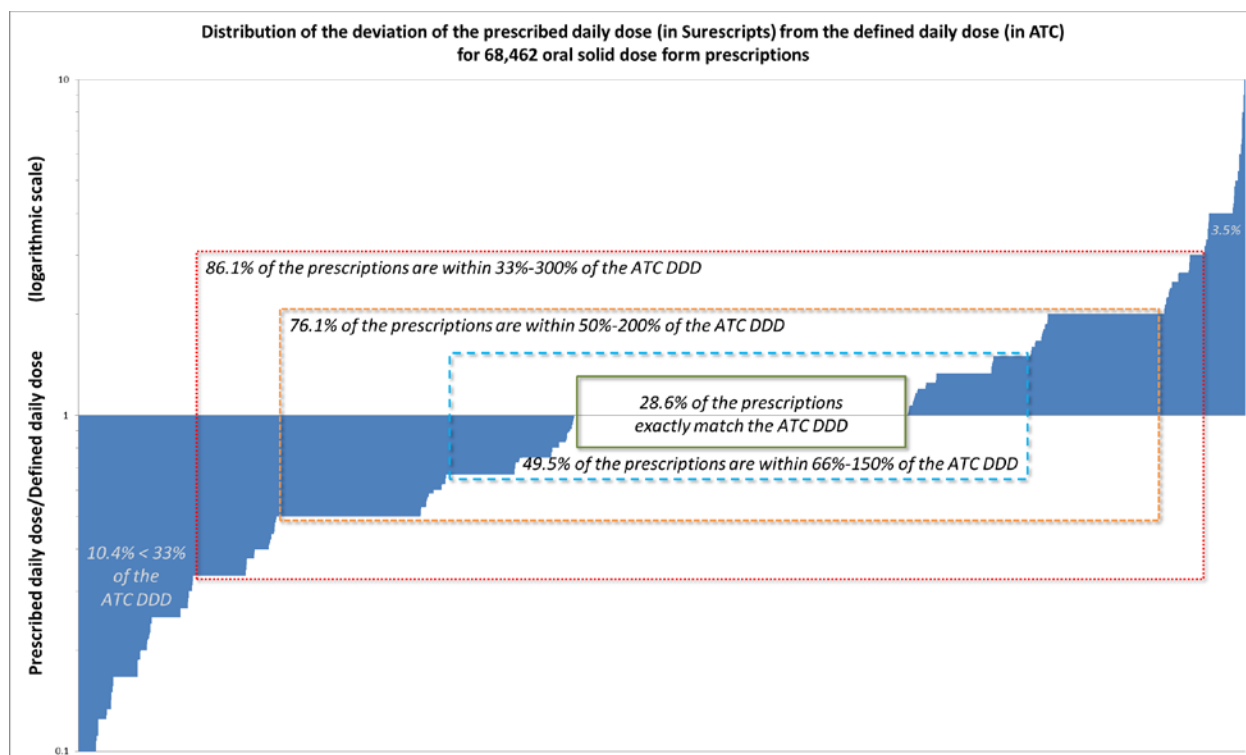 Distribution of the deviation of the prescribed daily dose (in Surescripts) from the defined daily dose (in ATC)
for 68,462 oral solid dose form prescriptions
Prescribed daily dose/Defined daily dose (logarithmic scale)
10
1
0.1
3.5%
86.1% of the prescriptions are within 33%-300% of the ATC DDD
76.1% of the prescriptions are within 50%-200% of the ATC DDD
28.6% of the prescriptions
exactly match the ATC DDD
49.5% of the prescriptions are within 66%-150% of the ATC DDD
10.4% < 33%
of the
ATC DDD